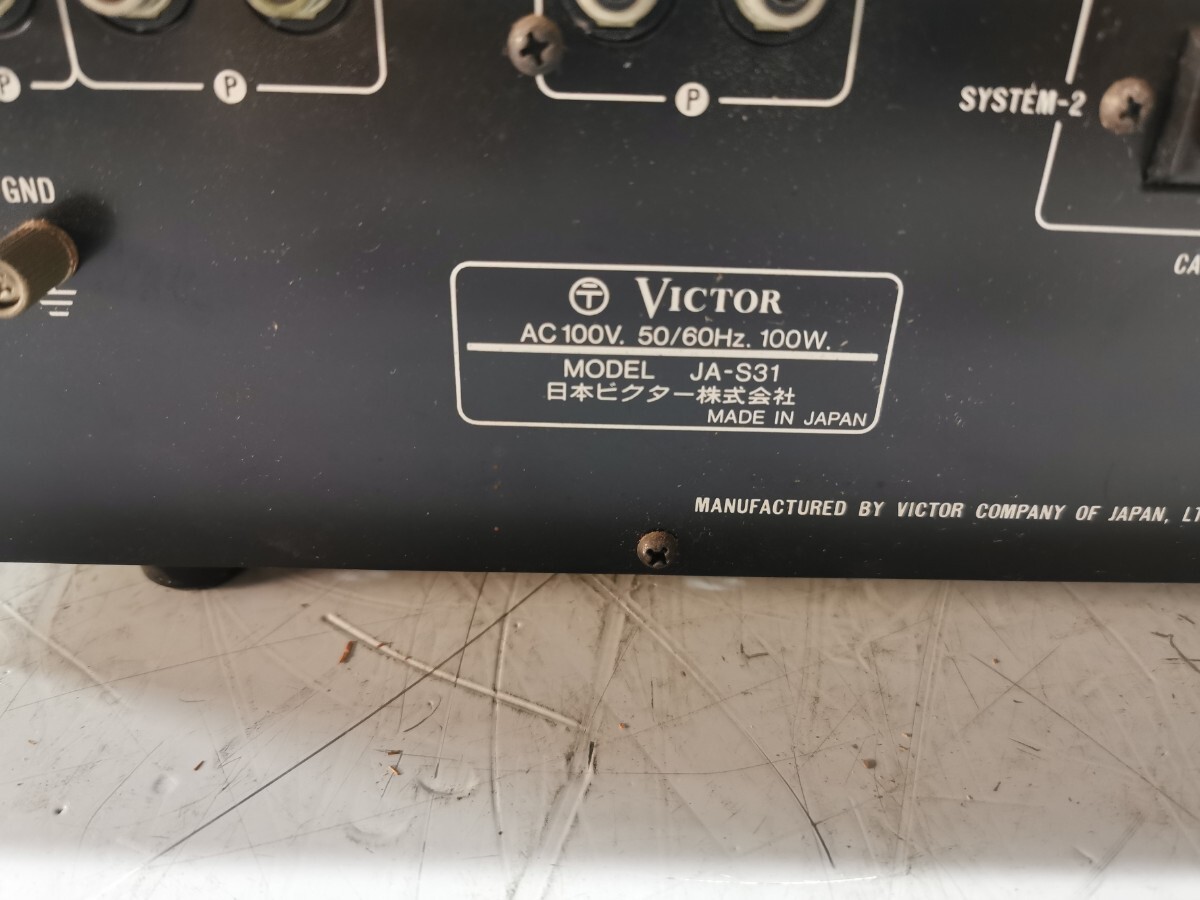 P
P
P
SYSTEM-2
GND
VICTOR
AC 100V. 50/60Hz. 100W.
MODEL JA-S31
日本ビクター株式会社
MADE IN JAPAN
MANUFACTURED BY VICTOR COMPANY OF JAPAN,